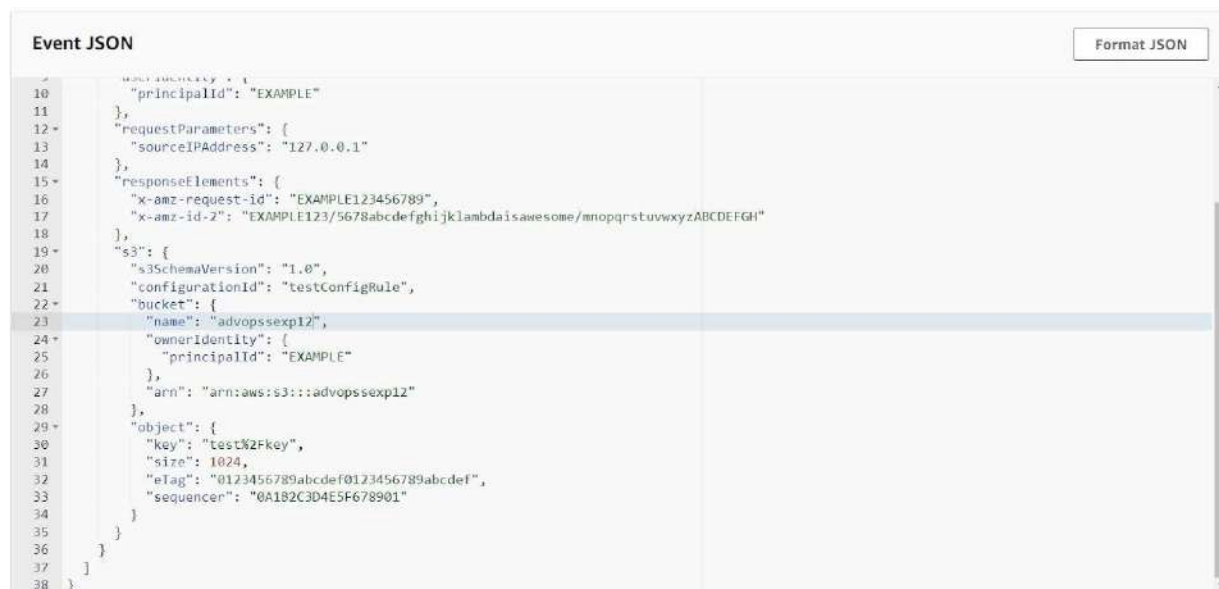 Event JSON
Format JSON
10 "principalId": "EXAMPLE"
11 },
12 "requestParameters": {
13 "sourceIPAddress": "127.0.0.1"
14 },
15 "responseElements": {
16 "x-amz-request-id": "EXAMPLE123456789",
17 "x-amz-id-2": "EXAMPLE123/5678abcdefghijklambdaisawesome/mnopqrstuvwxyzABCDEFGH"
18 },
19 "s3": {
20 "s3SchemaVersion": "1.0",
21 "configurationId": "testConfigRule",
22 "bucket": {
23 "name": "advopssexp12",
24 "ownerIdentity": {
25 "principalId": "EXAMPLE"
26 },
27 "arn": "arn:aws:s3:::advopssexp12"
28 },
29 "object": {
30 "key": "test%2Fkey",
31 "size": 1024,
32 "eTag": "0123456789abcdef0123456789abcdef",
33 "sequencer": "0A1B2C3D4E5F678901"
34 }
35 }
36 }
37 ]
38 }